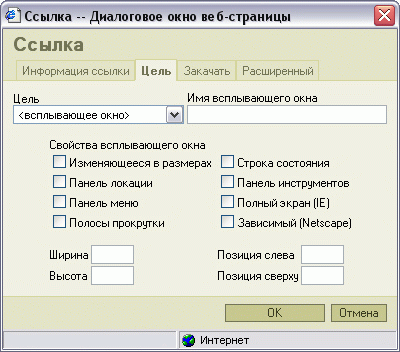 Ссылка -- Диалоговое окно веб-страницы
Ссылка
Информация ссылки Цель Закачать Расширенный
Цель Имя всплывающего окна
<всплывающее окно>
Свойства всплывающего окна
Изменяющееся в размерах Строка состояния
Панель локации Панель инструментов
Панель меню Полный экран (IE)
Полосы прокрутки Зависимый (Netscape)
Ширина Позиция слева
Высота Позиция сверху
ОК Отмена
Интернет